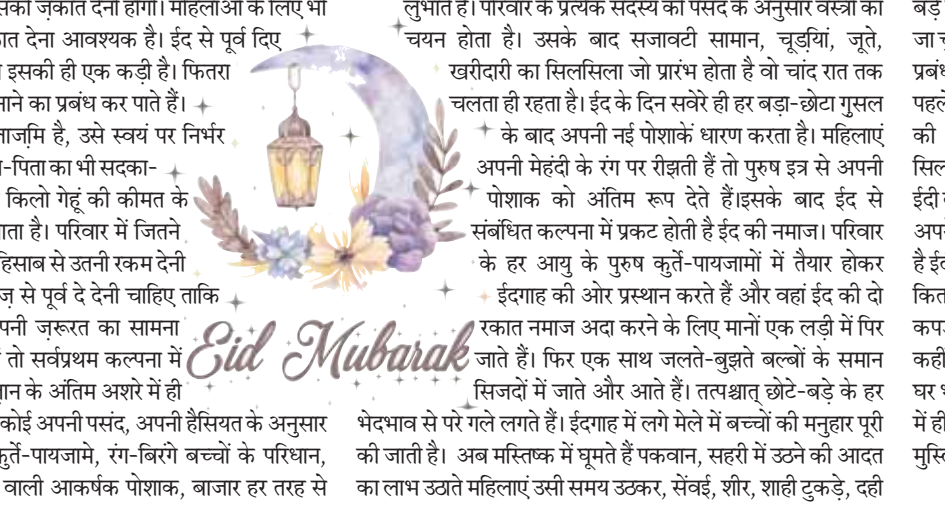 सकी ज़कात देनी होगी। महिलाओं के लिए भी
ात देना आवश्यक है। ईद से पूर्व दिए
इसकी ही एक कड़ी है। फितरा
ाने का प्रबंध कर पाते हैं।
ाजमि है, उसे स्वयं पर निर्भर
-पिता का भी सदका-
किलो गेहूं की कीमत के
ाता है। परिवार में जितने
हिसाब से उतनी रकम देनी
ज़ से पूर्व दे देनी चाहिए ताकि
पनी ज़रूरत का सामना
तो सर्वप्रथम कल्पना में
ान के अंतिम अशरे में ही
कोई अपनी पसंद, अपनी हैसियत के अनुसार
कुर्ते-पायजामे, रंग-बिरंगे बच्चों के परिधान,
वाली आकर्षक पोशाक, बाजार हर तरह से
Eid Mubarak
लुभाते हैं। परिवार के प्रत्येक सदस्य की पसंद के अनुसार वस्त्रों का
चयन होता है। उसके बाद सजावटी सामान, चूड़ियां, जूते,
खरीदारी का सिलसिला जो प्रारंभ होता है वो चांद रात तक
चलता ही रहता है। ईद के दिन सवेरे ही हर बड़ा-छोटा गुसल
के बाद अपनी नई पोशाकें धारण करता है। महिलाएं
अपनी मेहंदी के रंग पर रीझती हैं तो पुरुष इत्र से अपनी
पोशाक को अंतिम रूप देते हैं।इसके बाद ईद से
संबंधित कल्पना में प्रकट होती है ईद की नमाज। परिवार
के हर आयु के पुरुष कुर्ते-पायजामों में तैयार होकर
ईदगाह की ओर प्रस्थान करते हैं और वहां ईद की दो
रकात नमाज अदा करने के लिए मानों एक लड़ी में पिर
जाते हैं। फिर एक साथ जलते-बुझते बल्बों के समान
सिजदों में जाते और आते हैं। तत्पश्चात् छोटे-बड़े के हर
भेदभाव से परे गले लगते हैं। ईदगाह में लगे मेले में बच्चों की मनुहार पूरी
की जाती है। अब मस्तिष्क में घूमते हैं पकवान, सहरी में उठने की आदत
का लाभ उठाते महिलाएं उसी समय उठकर, सेंवई, शीर, शाही टुकड़े, दही
बड़े
जा च
प्रबंध
पहले
की
सिल
ईदी
अपन
है ईद
कित
कपड
कही
घर
में ही
मुस्लि